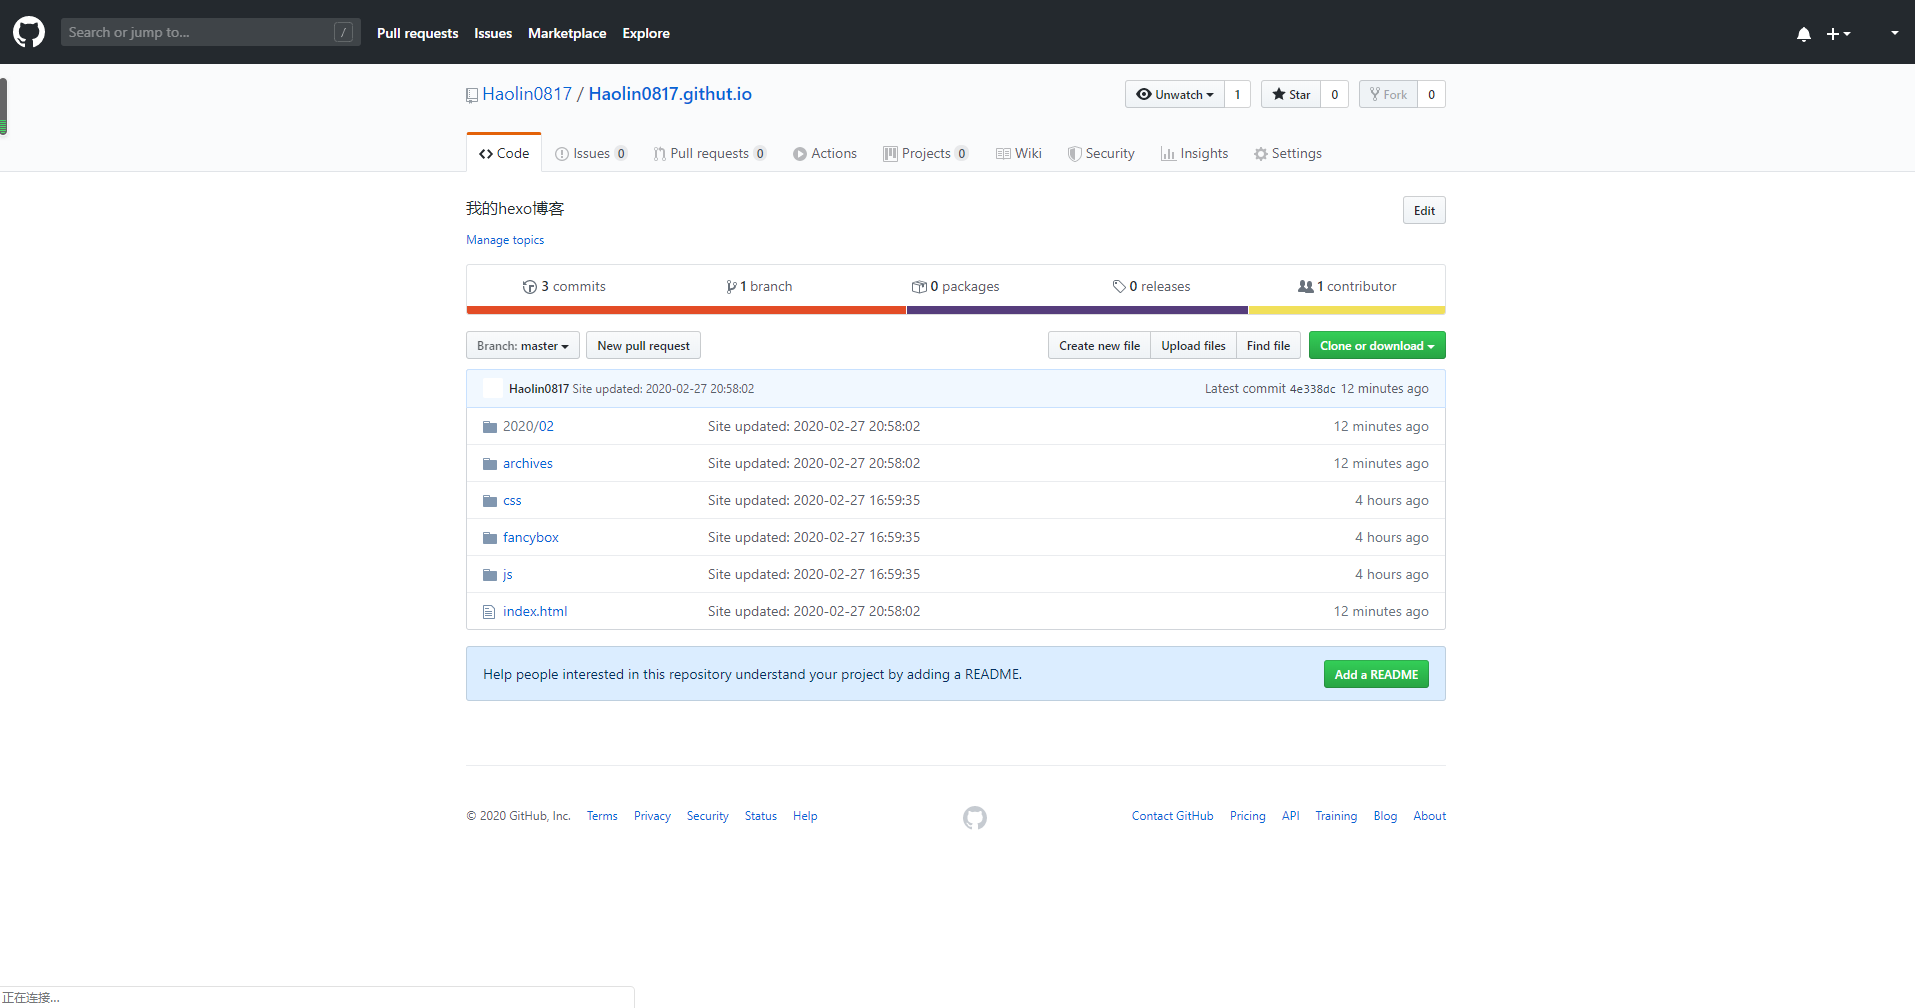 Search or jump to... / Pull requests Issues Marketplace Explore
Haolin0817 / Haolin0817.githut.io Unwatch 1 Star 0 Fork 0
Code Issues 0 Pull requests 0 Actions Projects 0 Wiki Security Insights Settings
我的hexo博客 Edit
Manage topics
3 commits 1 branch 0 packages 0 releases 1 contributor
Branch: master New pull request Create new file Upload files Find file Clone or download
Haolin0817 Site updated: 2020-02-27 20:58:02 Latest commit 4e338dc 12 minutes ago
2020/02 Site updated: 2020-02-27 20:58:02 12 minutes ago
archives Site updated: 2020-02-27 20:58:02 12 minutes ago
css Site updated: 2020-02-27 16:59:35 4 hours ago
fancybox Site updated: 2020-02-27 16:59:35 4 hours ago
js Site updated: 2020-02-27 16:59:35 4 hours ago
index.html Site updated: 2020-02-27 20:58:02 12 minutes ago
Help people interested in this repository understand your project by adding a README. Add a README
© 2020 GitHub, Inc. Terms Privacy Security Status Help Contact GitHub Pricing API Training Blog About
正在连接...